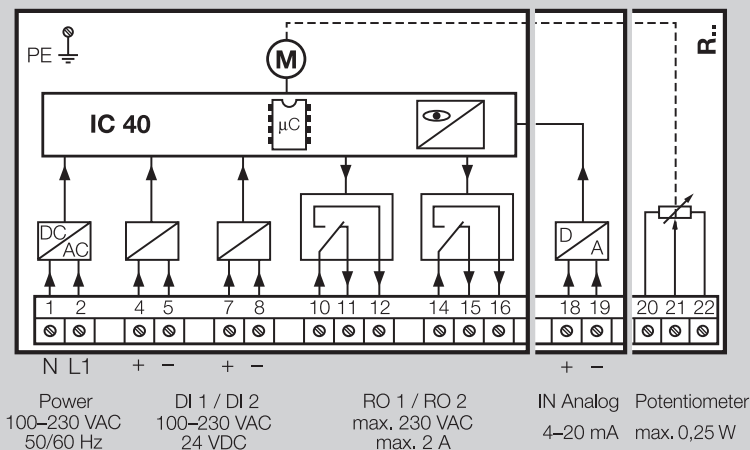 PE
M
R..
IC 40
µC
DC
AC
D
A
1 2 4 5 7 8 10 11 12 14 15 16 18 19 20 21 22
N L1 + − + − + −
Power DI 1 / DI 2 RO 1 / RO 2 IN Analog Potentiometer
100–230 VAC 100–230 VAC max. 230 VAC 4–20 mA max. 0,25 W
50/60 Hz 24 VDC max. 2 A